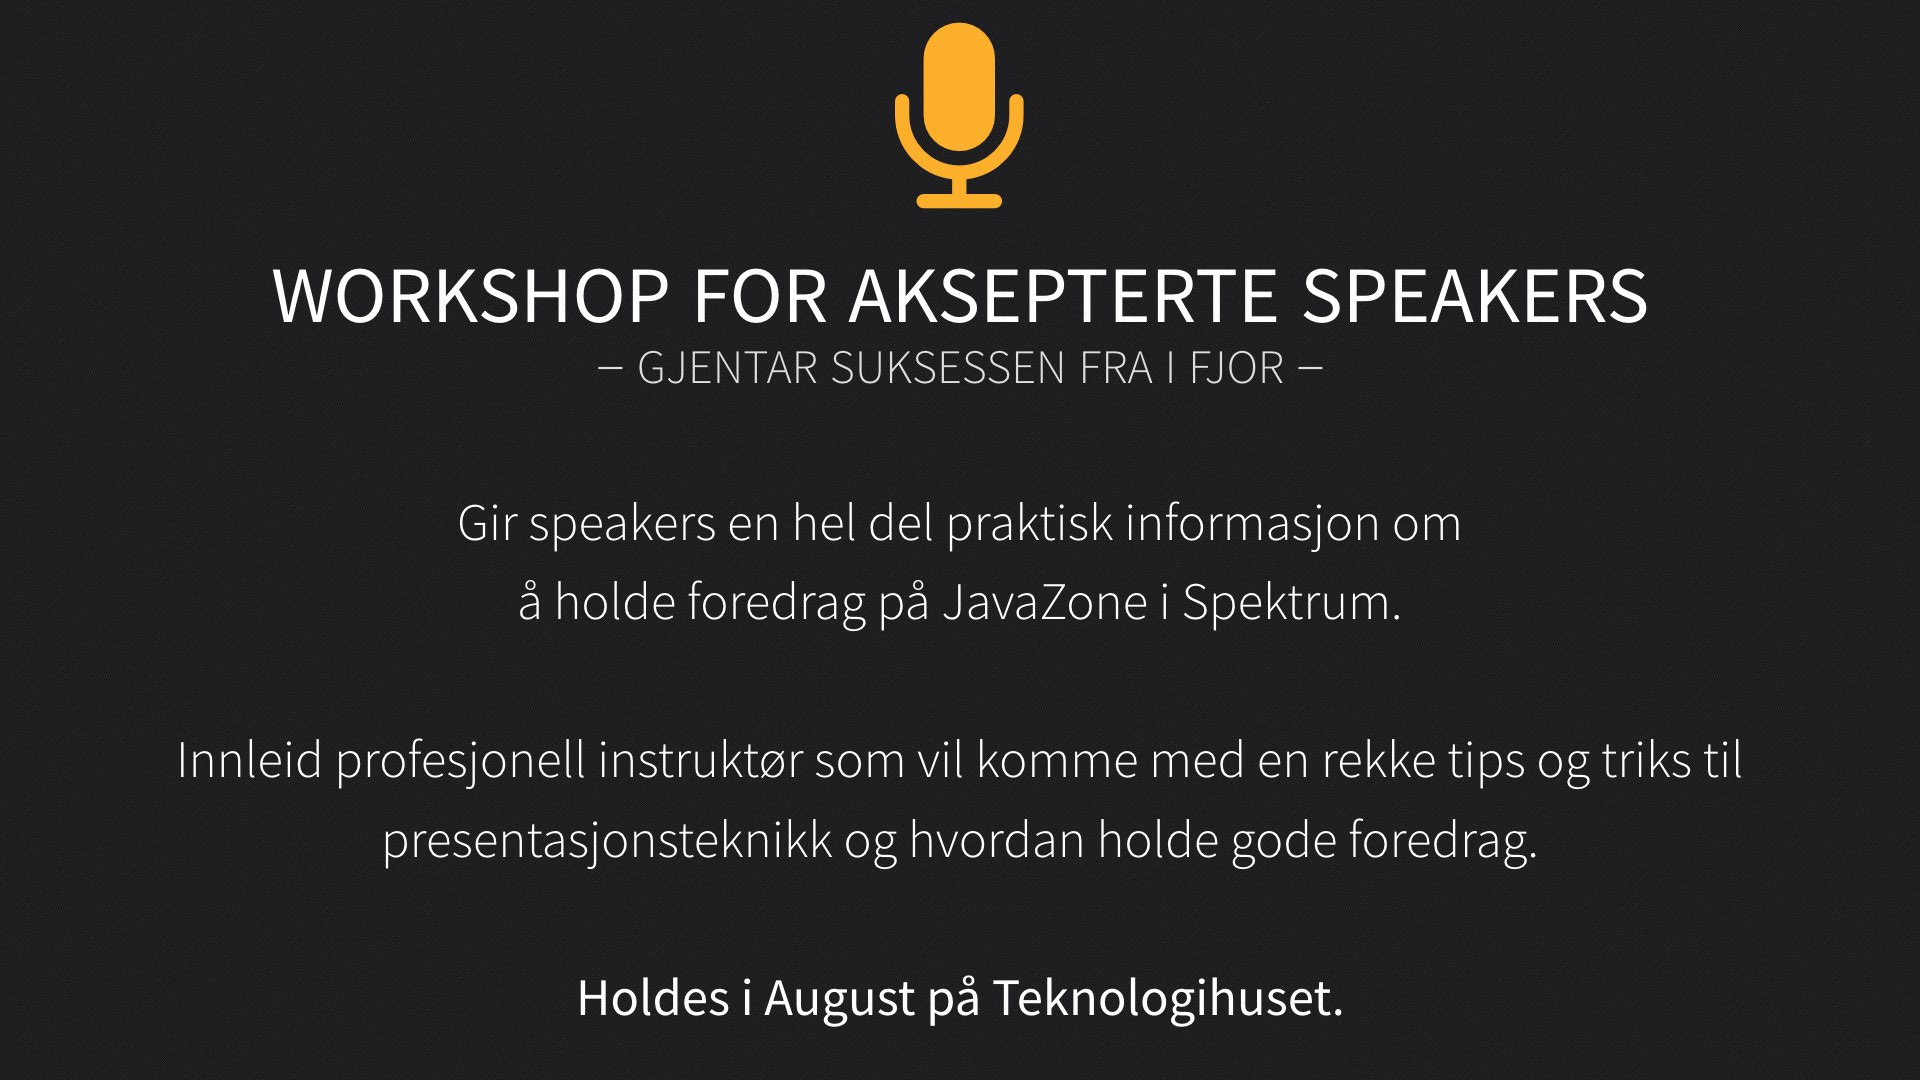 WORKSHOP FOR AKSEPTERTE SPEAKERS
– GJENTAR SUKSESSEN FRA I FJOR –
Gir speakers en hel del praktisk informasjon om
å holde foredrag på JavaZone i Spektrum.
Innleid profesjonell instruktør som vil komme med en rekke tips og triks til
presentasjonsteknikk og hvordan holde gode foredrag.
Holdes i August på Teknologihuset.